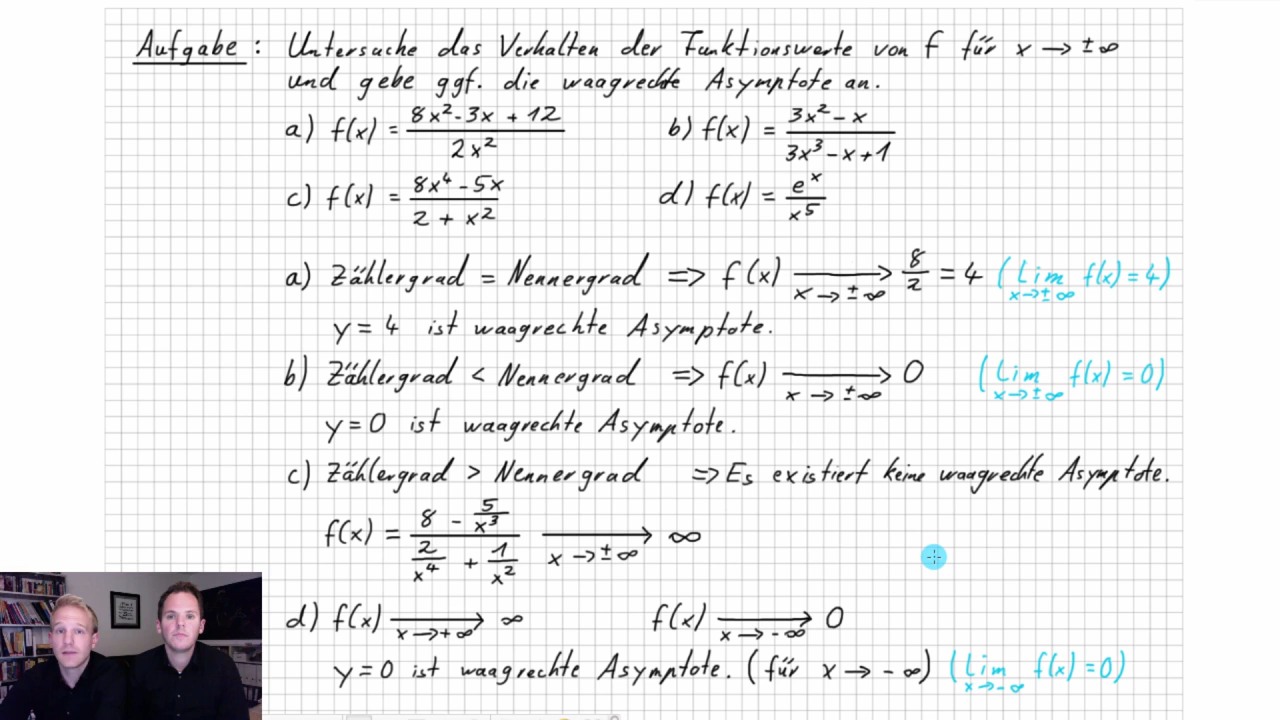 Aufgabe : Untersuche das Verhalten der Funktionswerte von f für x → ± ∞
und gebe ggf. die waagrechte Asymptote an.
a) f(x) = (8x² - 3x + 12)/(2x²) b) f(x) = (3x² - x)/(3x³ - x + 1)
c) f(x) = (8x⁴ - 5x)/(2 + x²) d) f(x) = eˣ/x⁵
a) Zählergrad = Nennergrad => f(x) ⟶ x → ± ∞ 8/2 = 4 (Lim x→±∞ f(x) = 4)
y = 4 ist waagrechte Asymptote.
b) Zählergrad < Nennergrad => f(x) ⟶ x → ± ∞ 0 (Lim x→±∞ f(x) = 0)
y = 0 ist waagrechte Asymptote.
c) Zählergrad > Nennergrad => Es existiert keine waagrechte Asymptote.
f(x) = (8 - 5/x³)/(2/x⁴ + 1/x²) ⟶ x → ± ∞ ∞
d) f(x) ⟶ x → + ∞ ∞ f(x) ⟶ x → - ∞ 0
y = 0 ist waagrechte Asymptote. (für x → - ∞) (Lim x→-∞ f(x) = 0)